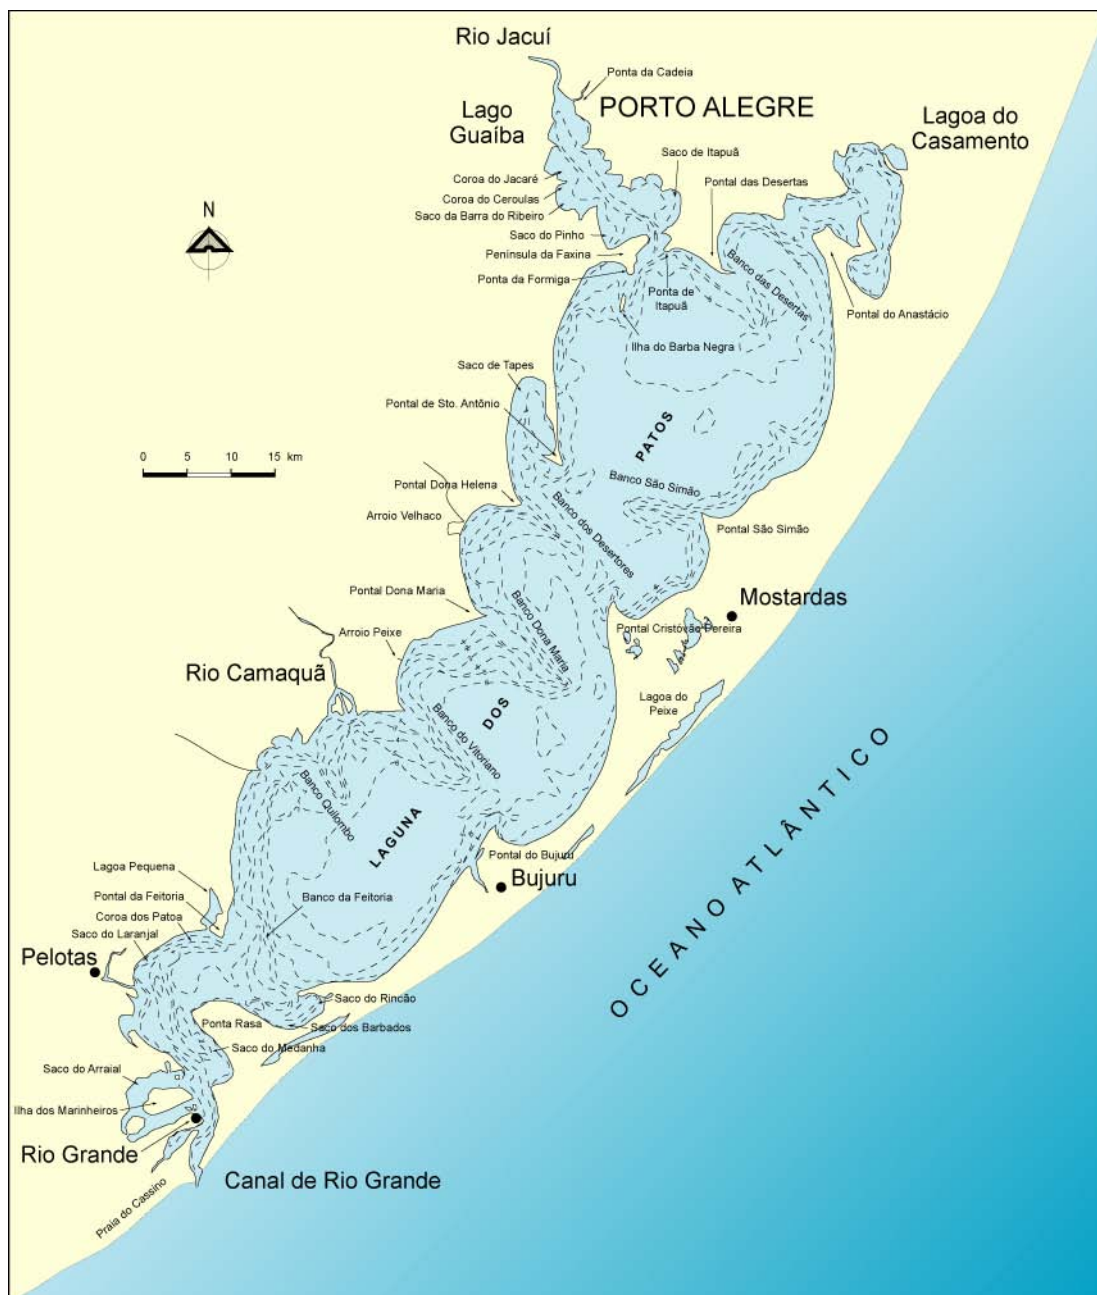 Rio Jacuí
Ponta da Cadeia
PORTO ALEGRE
Lago
Guaíba
Lagoa do
Casamento
Saco de Itapuã
Coroa do Jacaré
Pontal das Desertas
Coroa do Ceroulas
Saco da Barra do Ribeiro
N
Saco do Pinho
Península da Faxina
Banco das Desertas
Ponta da Formiga
Ponta de
Itapuã
Pontal do Anastácio
Ilha do Barba Negra
Saco de Tapes
Pontal de Sto. Antônio
PATOS
0 5 10 15 km
Pontal Dona Helena
Banco São Simão
Arroio Velhaco
Banco dos Desertores
Pontal São Simão
Pontal Dona Maria
Mostardas
Arroio Peixe
Banco Dona Maria
Pontal Cristóvão Pereira
Rio Camaquã
Lagoa do
Peixe
DOS
Banco do Vitoriano
Banco Quilombo
LAGUNA
OCEANO ATLÂNTICO
Pontal do Bujuru
Lagoa Pequena
Bujuru
Pontal da Feitoria
Banco da Feitoria
Coroa dos Patoa
Saco do Laranjal
Pelotas
Saco do Rincão
Ponta Rasa
Saco dos Barbados
Saco do Medanha
Saco do Arraial
Ilha dos Marinheiros
Rio Grande
Canal de Rio Grande
Praia do Cassino